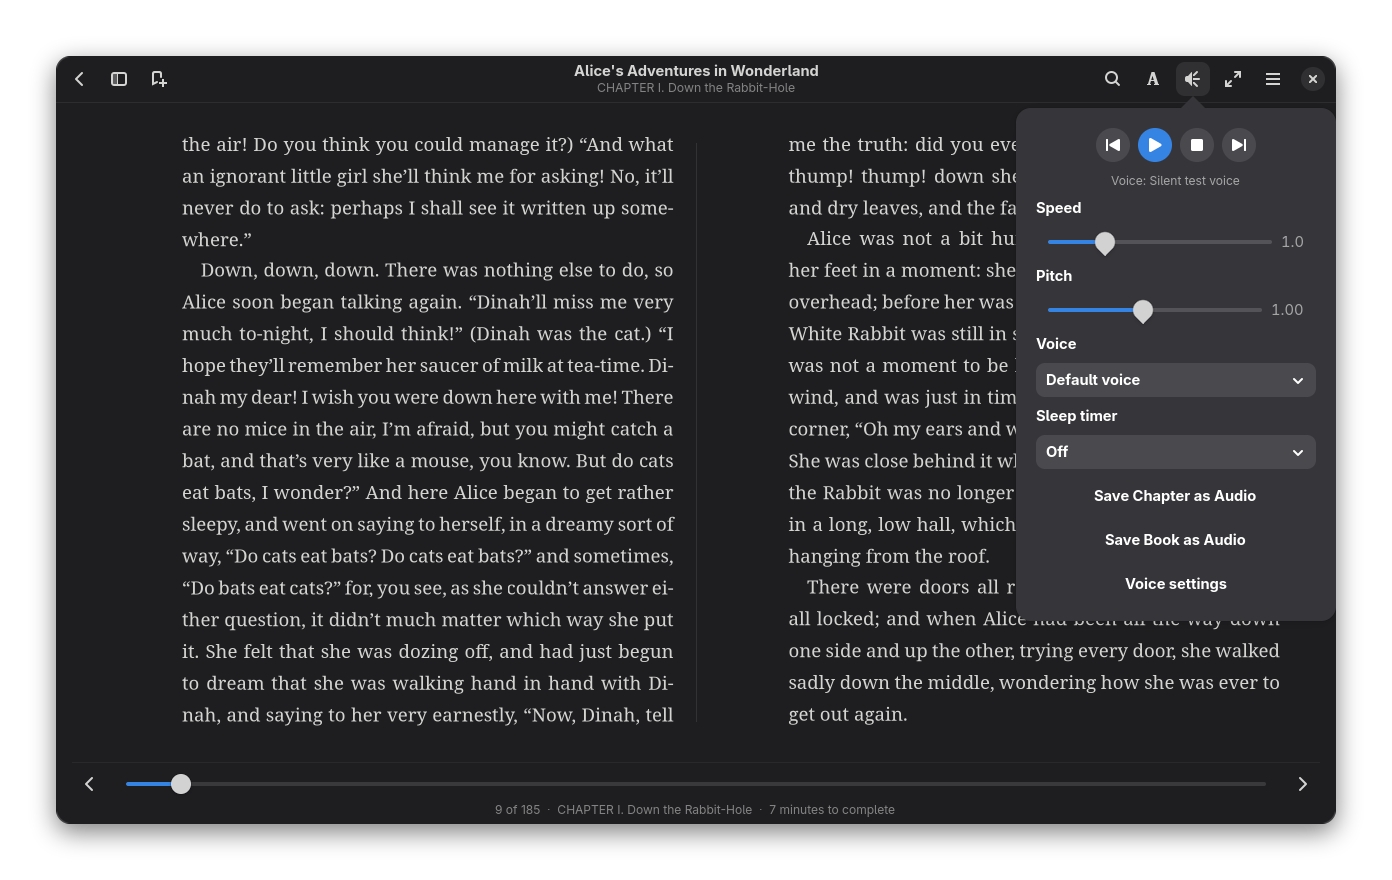 Alice's Adventures in Wonderland
CHAPTER I. Down the Rabbit-Hole
A
the air! Do you think you could manage it?) “And what
an ignorant little girl she’ll think me for asking! No, it’ll
never do to ask: perhaps I shall see it written up some-
where.”
Down, down, down. There was nothing else to do, so
Alice soon began talking again. “Dinah’ll miss me very
much to-night, I should think!” (Dinah was the cat.) “I
hope they’ll remember her saucer of milk at tea-time. Di-
nah my dear! I wish you were down here with me! There
are no mice in the air, I’m afraid, but you might catch a
bat, and that’s very like a mouse, you know. But do cats
eat bats, I wonder?” And here Alice began to get rather
sleepy, and went on saying to herself, in a dreamy sort of
way, “Do cats eat bats? Do cats eat bats?” and sometimes,
“Do bats eat cats?” for, you see, as she couldn’t answer ei-
ther question, it didn’t much matter which way she put
it. She felt that she was dozing off, and had just begun
to dream that she was walking hand in hand with Di-
nah, and saying to her very earnestly, “Now, Dinah, tell
me the truth: did you
thump! thump! down
and dry leaves, and the
Alice was not a bit
her feet in a moment: she
overhead; before her was
White Rabbit was still in
was not a moment to be
wind, and was just in
corner, “Oh my ears and
She was close behind it
the Rabbit was no longer
in a long, low hall, which
hanging from the roof.
There were doors all
all locked; and when Alice had been all the way down
one side and up the other, trying every door, she walked
sadly down the middle, wondering how she was ever to
get out again.
Voice: Silent test voice
Speed
1.0
Pitch
1.00
Voice
Default voice
Sleep timer
Off
Save Chapter as Audio
Save Book as Audio
Voice settings
9 of 185 · CHAPTER I. Down the Rabbit-Hole · 7 minutes to complete